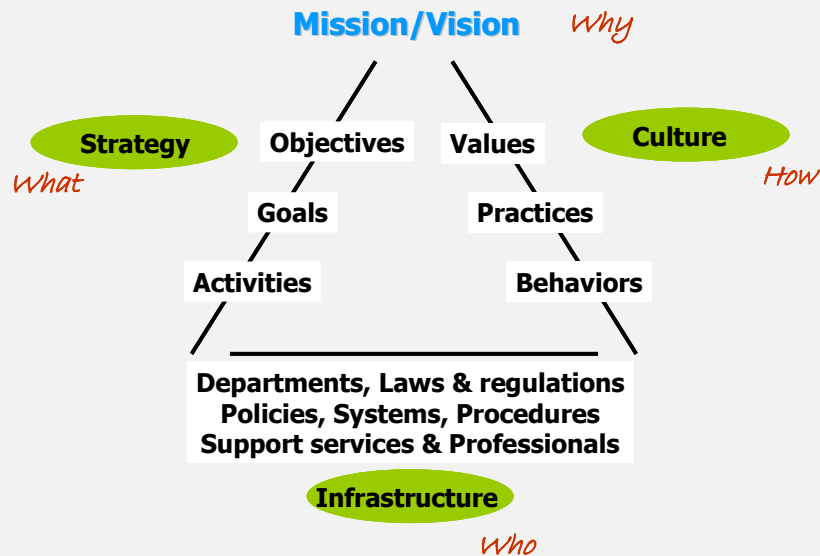 Mission/Vision
Why
Strategy
Objectives
Values
Culture
What
How
Goals
Practices
Activities
Behaviors
Departments, Laws & regulations
Policies, Systems, Procedures
Support services & Professionals
Infrastructure
Who